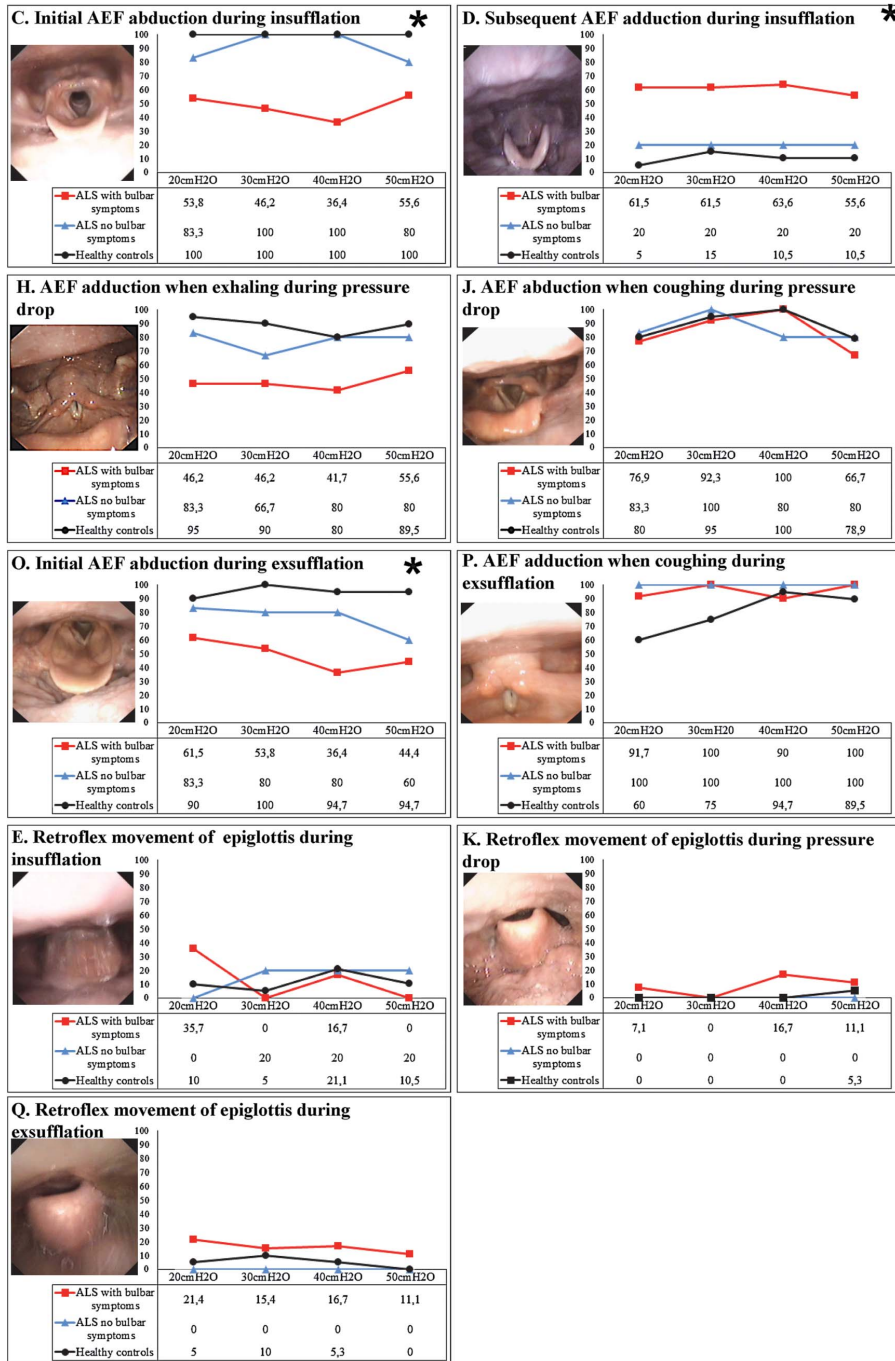 C. Initial AEF abduction during insufflation *
100
90
80
70
60
50
40
30
20
10
0
20cmH2O 30cmH2O 40cmH2O 50cmH2O
ALS with bulbar symptoms 53,8 46,2 36,4 55,6
ALS no bulbar symptoms 83,3 100 100 80
Healthy controls 100 100 100 100
D. Subsequent AEF adduction during insufflation *
100
90
80
70
60
50
40
30
20
10
0
20cmH2O 30cmH2O 40cmH2O 50cmH2O
ALS with bulbar symptoms 61,5 61,5 63,6 55,6
ALS no bulbar symptoms 20 20 20 20
Healthy controls 5 15 10,5 10,5
H. AEF adduction when exhaling during pressure
drop
100
90
80
70
60
50
40
30
20
10
0
20cmH2O 30cmH2O 40cmH2O 50cmH2O
ALS with bulbar symptoms 46,2 46,2 41,7 55,6
ALS no bulbar symptoms 83,3 66,7 80 80
Healthy controls 95 90 80 89,5
J. AEF abduction when coughing during pressure
drop
100
90
80
70
60
50
40
30
20
10
0
20cmH2O 30cmH2O 40cmH2O 50cmH2O
ALS with bulbar symptoms 76,9 92,3 100 66,7
ALS no bulbar symptoms 83,3 100 80 80
Healthy controls 80 95 100 78,9
O. Initial AEF abduction during exsufflation *
100
90
80
70
60
50
40
30
20
10
0
20cmH2O 30cmH2O 40cmH2O 50cmH2O
ALS with bulbar symptoms 61,5 53,8 36,4 44,4
ALS no bulbar symptoms 83,3 80 80 60
Healthy controls 90 100 94,7 94,7
P. AEF adduction when coughing during
exsufflation
100
90
80
70
60
50
40
30
20
10
0
20cmH2O 30cmH20 40cmH2O 50cmH2O
ALS with bulbar symptoms 91,7 100 90 100
ALS no bulbar symptoms 100 100 100 100
Healthy controls 60 75 94,7 89,5
E. Retroflex movement of epiglottis during
insufflation
100
90
80
70
60
50
40
30
20
10
0
20cmH2O 30cmH2O 40cmH2O 50cmH2O
ALS with bulbar symptoms 35,7 0 16,7 0
ALS no bulbar symptoms 0 20 20 20
Healthy controls 10 5 21,1 10,5
K. Retroflex movement of epiglottis during pressure
drop
100
90
80
70
60
50
40
30
20
10
0
20cmH2O 30cmH2O 40cmH2O 50cmH2O
ALS with bulbar symptoms 7,1 0 16,7 11,1
ALS no bulbar symptoms 0 0 0 0
Healthy controls 0 0 0 5,3
Q. Retroflex movement of epiglottis during
exsufflation
100
90
80
70
60
50
40
30
20
10
0
20cmH2O 30cmH2O 40cmH2O 50cmH2O
ALS with bulbar symptoms 21,4 15,4 16,7 11,1
ALS no bulbar symptoms 0 0 0 0
Healthy controls 5 10 5,3 0